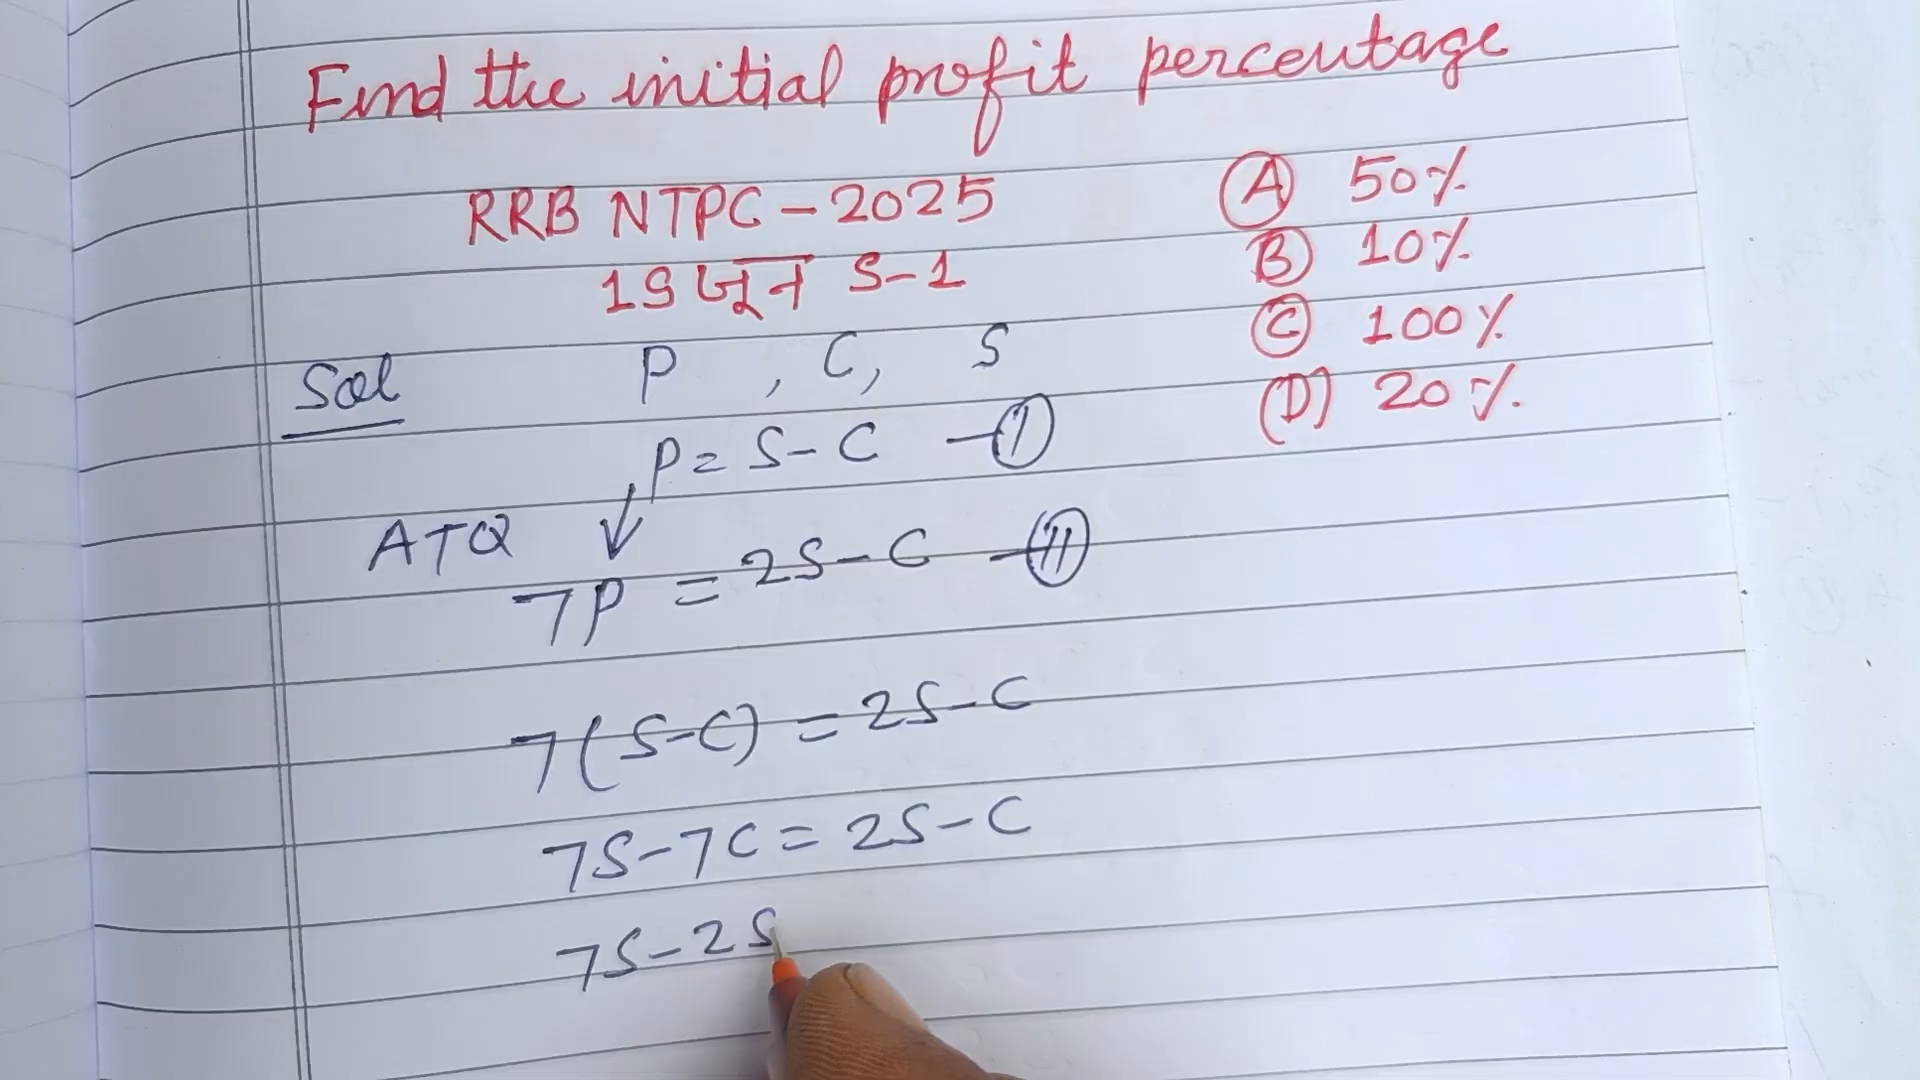 Find the initial profit percentage
RRB NTPC - 2025
19 जून S-1
(A) 50%
(B) 10%
(C) 100%
(D) 20%
Sol P , C, S
P = S - C - (I)
ATQ
7P = 2S - C - (II)
7(S-C) = 2S - C
7S - 7C = 2S - C
7S - 2S